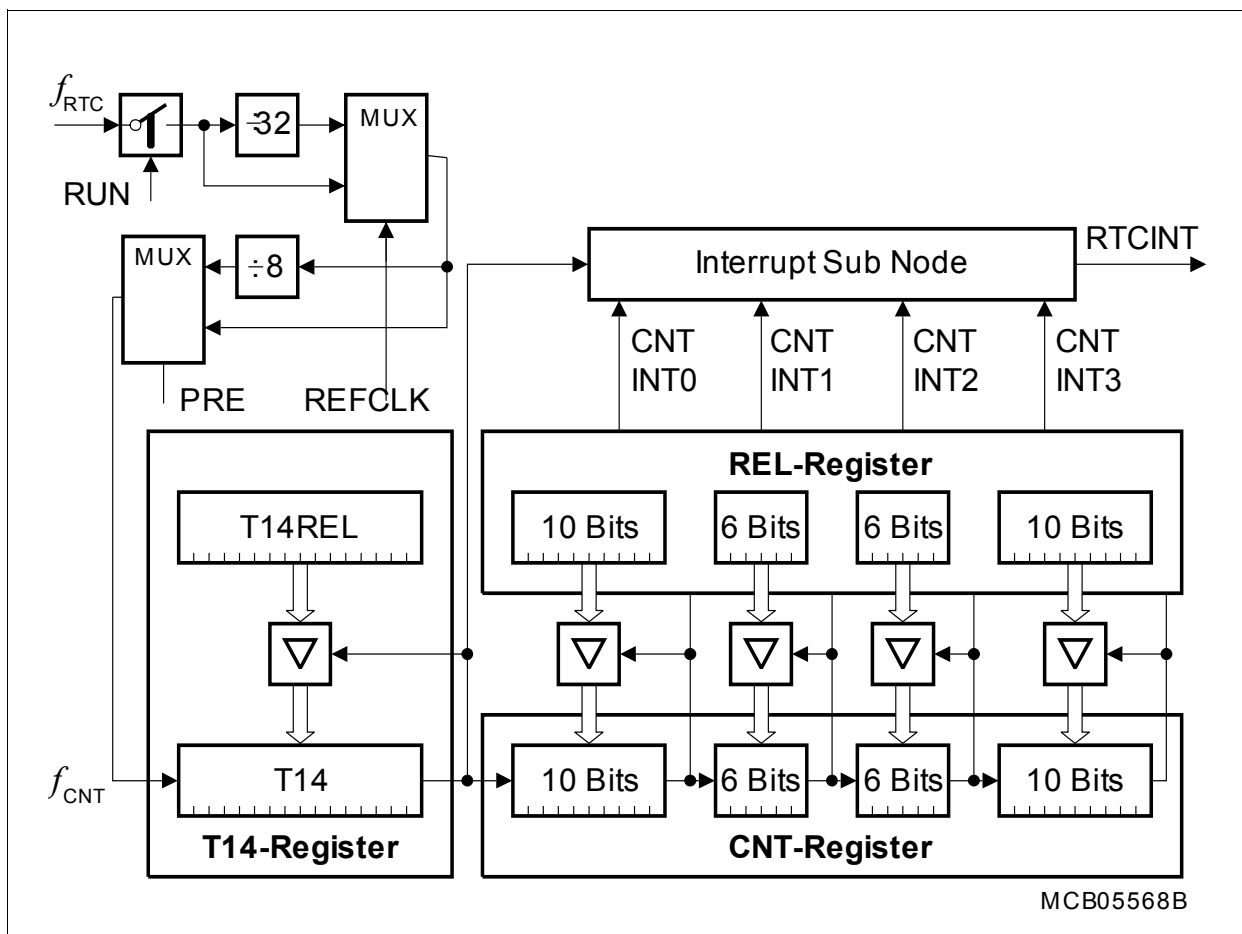 fRTC
÷32
MUX
RUN
MUX
÷8
Interrupt Sub Node
RTCINT
CNT INT0
CNT INT1
CNT INT2
CNT INT3
PRE
REFCLK
REL-Register
T14REL
10 Bits
6 Bits
6 Bits
10 Bits
fCNT
T14
10 Bits
6 Bits
6 Bits
10 Bits
T14-Register
CNT-Register
MCB05568B